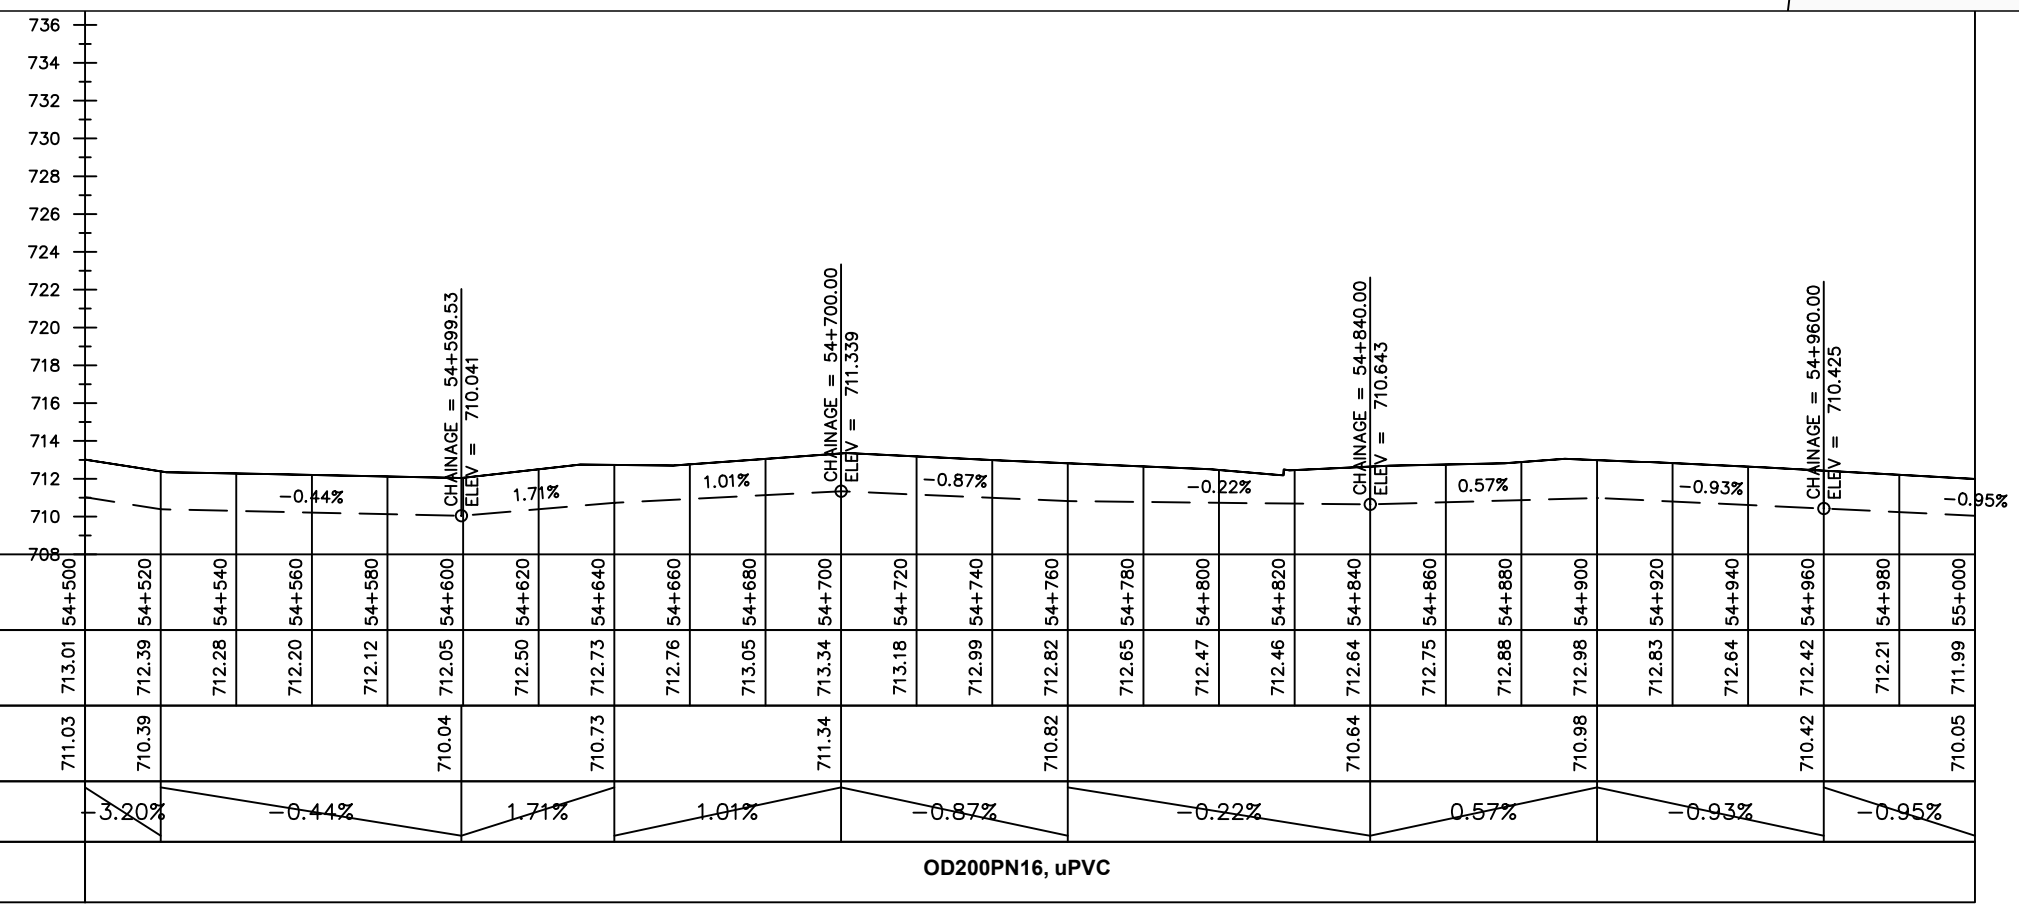 736
734
732
730
728
726
724
722
720
718
716
714
712
710
708
CHAINAGE = 54+599.53
ELEV = 710.041
CHAINAGE = 54+700.00
ELEV = 711.339
CHAINAGE = 54+840.00
ELEV = 710.643
CHAINAGE = 54+960.00
ELEV = 710.425
−0.44% 1.71% 1.01% −0.87% −0.22% 0.57% −0.93% −0.95%
54+500 54+520 54+540 54+560 54+580 54+600 54+620 54+640 54+660 54+680 54+700 54+720 54+740 54+760 54+780 54+800 54+820 54+840 54+860 54+880 54+900 54+920 54+940 54+960 54+980 55+000
713.01 712.39 712.28 712.20 712.12 712.05 712.50 712.73 712.76 713.05 713.34 713.18 712.99 712.82 712.65 712.47 712.46 712.64 712.75 712.88 712.98 712.83 712.64 712.42 712.21 711.99
711.03 710.39 710.04 710.73 711.34 710.82 710.64 710.98 710.42 710.05
−3.20% −0.44% 1.71% 1.01% −0.87% −0.22% 0.57% −0.93% −0.95%
OD200PN16, uPVC